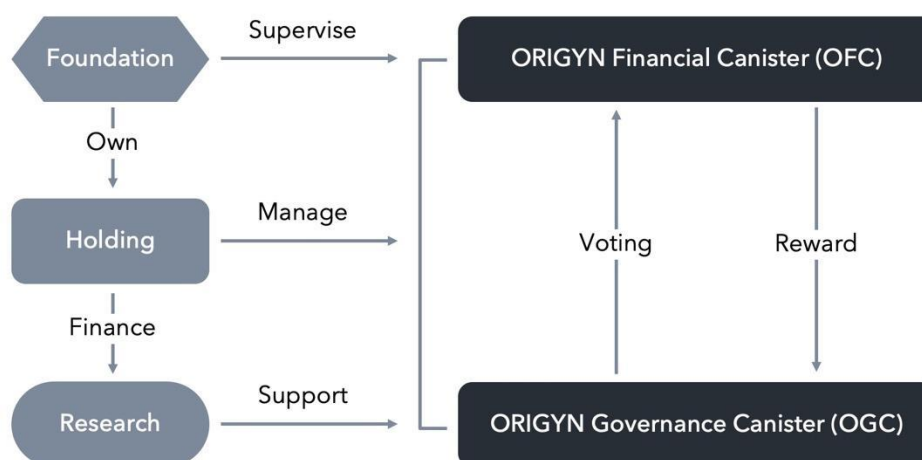 Foundation
Supervise
ORIGYN Financial Canister (OFC)
Own
Holding
Manage
Voting
Reward
Finance
Research
Support
ORIGYN Governance Canister (OGC)